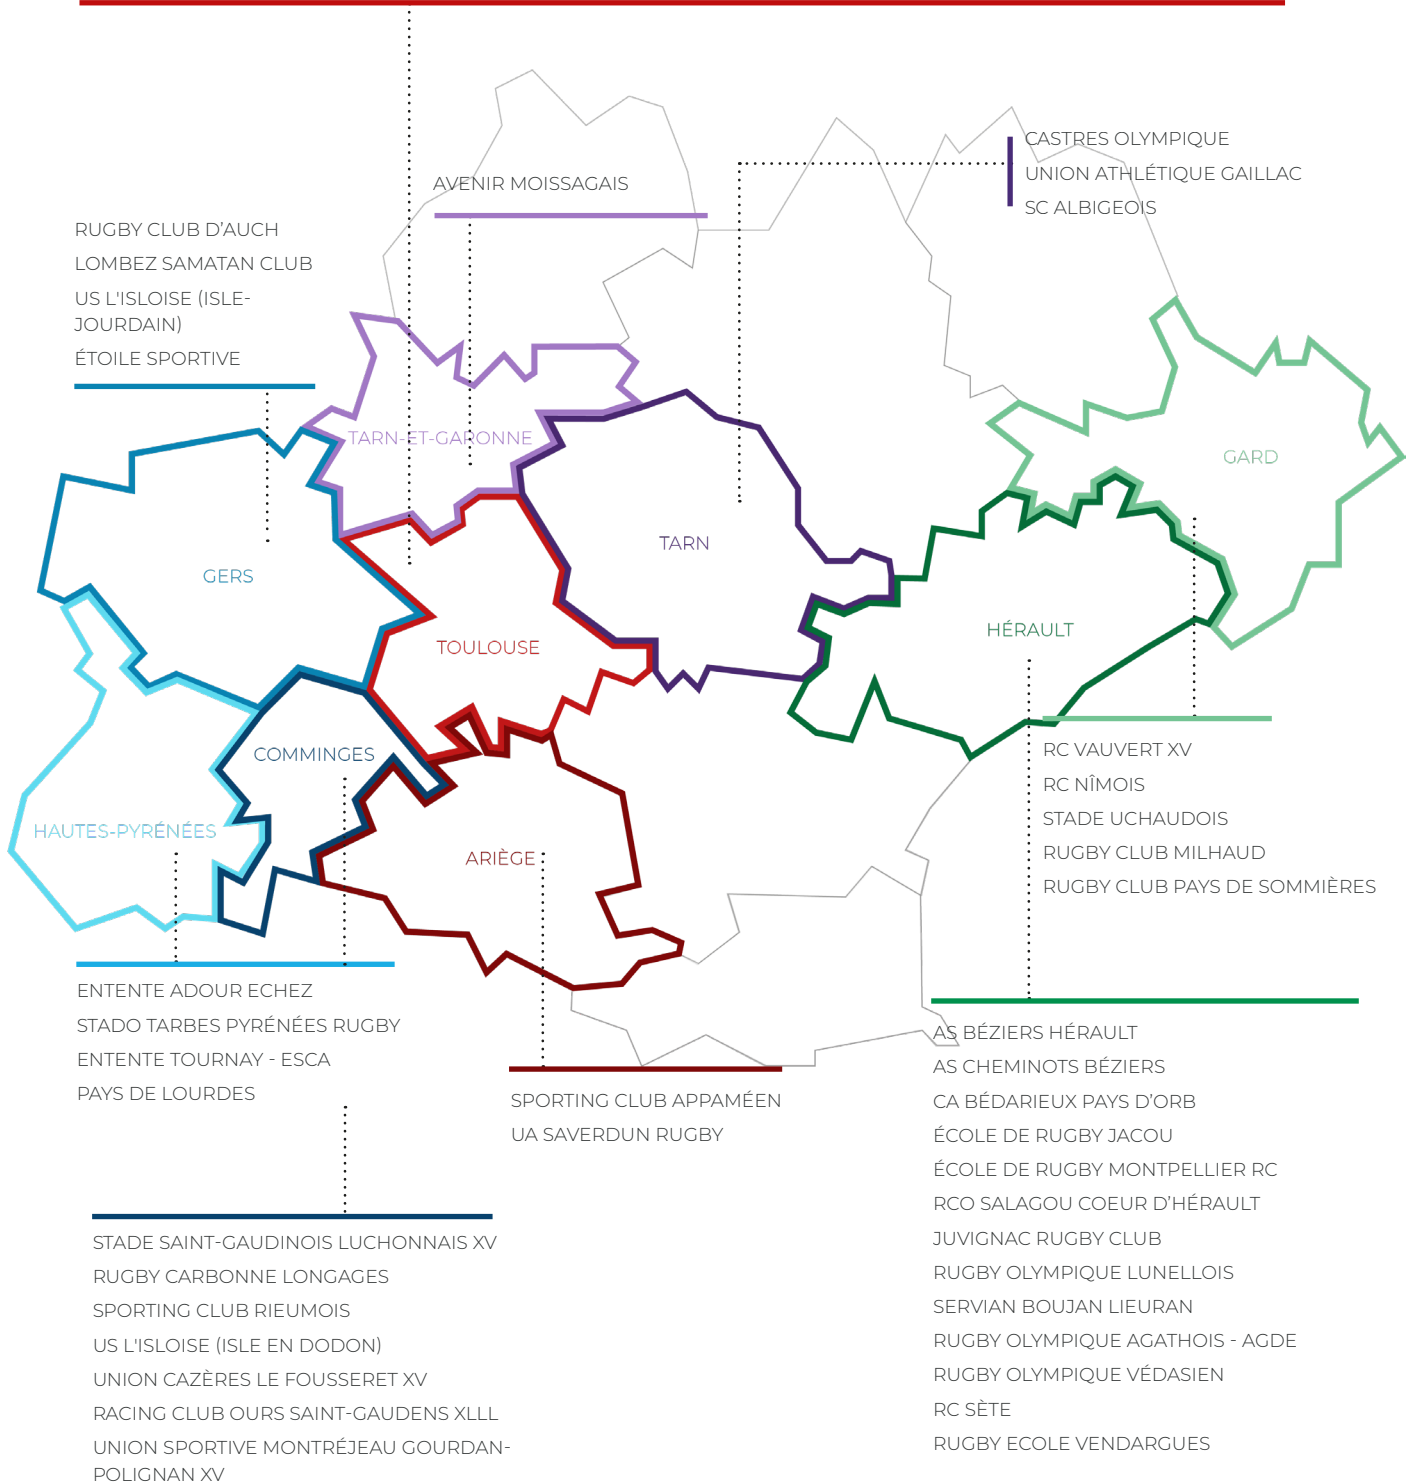 CASTRES OLYMPIQUE
UNION ATHLÉTIQUE GAILLAC
SC ALBIGEOIS
AVENIR MOISSAGAIS
RUGBY CLUB D’AUCH
LOMBEZ SAMATAN CLUB
US L'ISLOISE (ISLE-
JOURDAIN)
ÉTOILE SPORTIVE
TARN-ET-GARONNE
GARD
TARN
GERS
HÉRAULT
TOULOUSE
COMMINGES
HAUTES-PYRÉNÉES
ARIÈGE
RC VAUVERT XV
RC NÎMOIS
STADE UCHAUDOIS
RUGBY CLUB MILHAUD
RUGBY CLUB PAYS DE SOMMIÈRES
ENTENTE ADOUR ECHEZ
STADO TARBES PYRÉNÉES RUGBY
ENTENTE TOURNAY - ESCA
PAYS DE LOURDES
SPORTING CLUB APPAMÉEN
UA SAVERDUN RUGBY
AS BÉZIERS HÉRAULT
AS CHEMINOTS BÉZIERS
CA BÉDARIEUX PAYS D’ORB
ÉCOLE DE RUGBY JACOU
ÉCOLE DE RUGBY MONTPELLIER RC
RCO SALAGOU COEUR D’HÉRAULT
JUVIGNAC RUGBY CLUB
RUGBY OLYMPIQUE LUNELLOIS
SERVIAN BOUJAN LIEURAN
RUGBY OLYMPIQUE AGATHOIS - AGDE
RUGBY OLYMPIQUE VÉDASIEN
RC SÈTE
RUGBY ECOLE VENDARGUES
STADE SAINT-GAUDINOIS LUCHONNAIS XV
RUGBY CARBONNE LONGAGES
SPORTING CLUB RIEUMOIS
US L'ISLOISE (ISLE EN DODON)
UNION CAZÈRES LE FOUSSERET XV
RACING CLUB OURS SAINT-GAUDENS XLLL
UNION SPORTIVE MONTRÉJEAU GOURDAN-
POLIGNAN XV